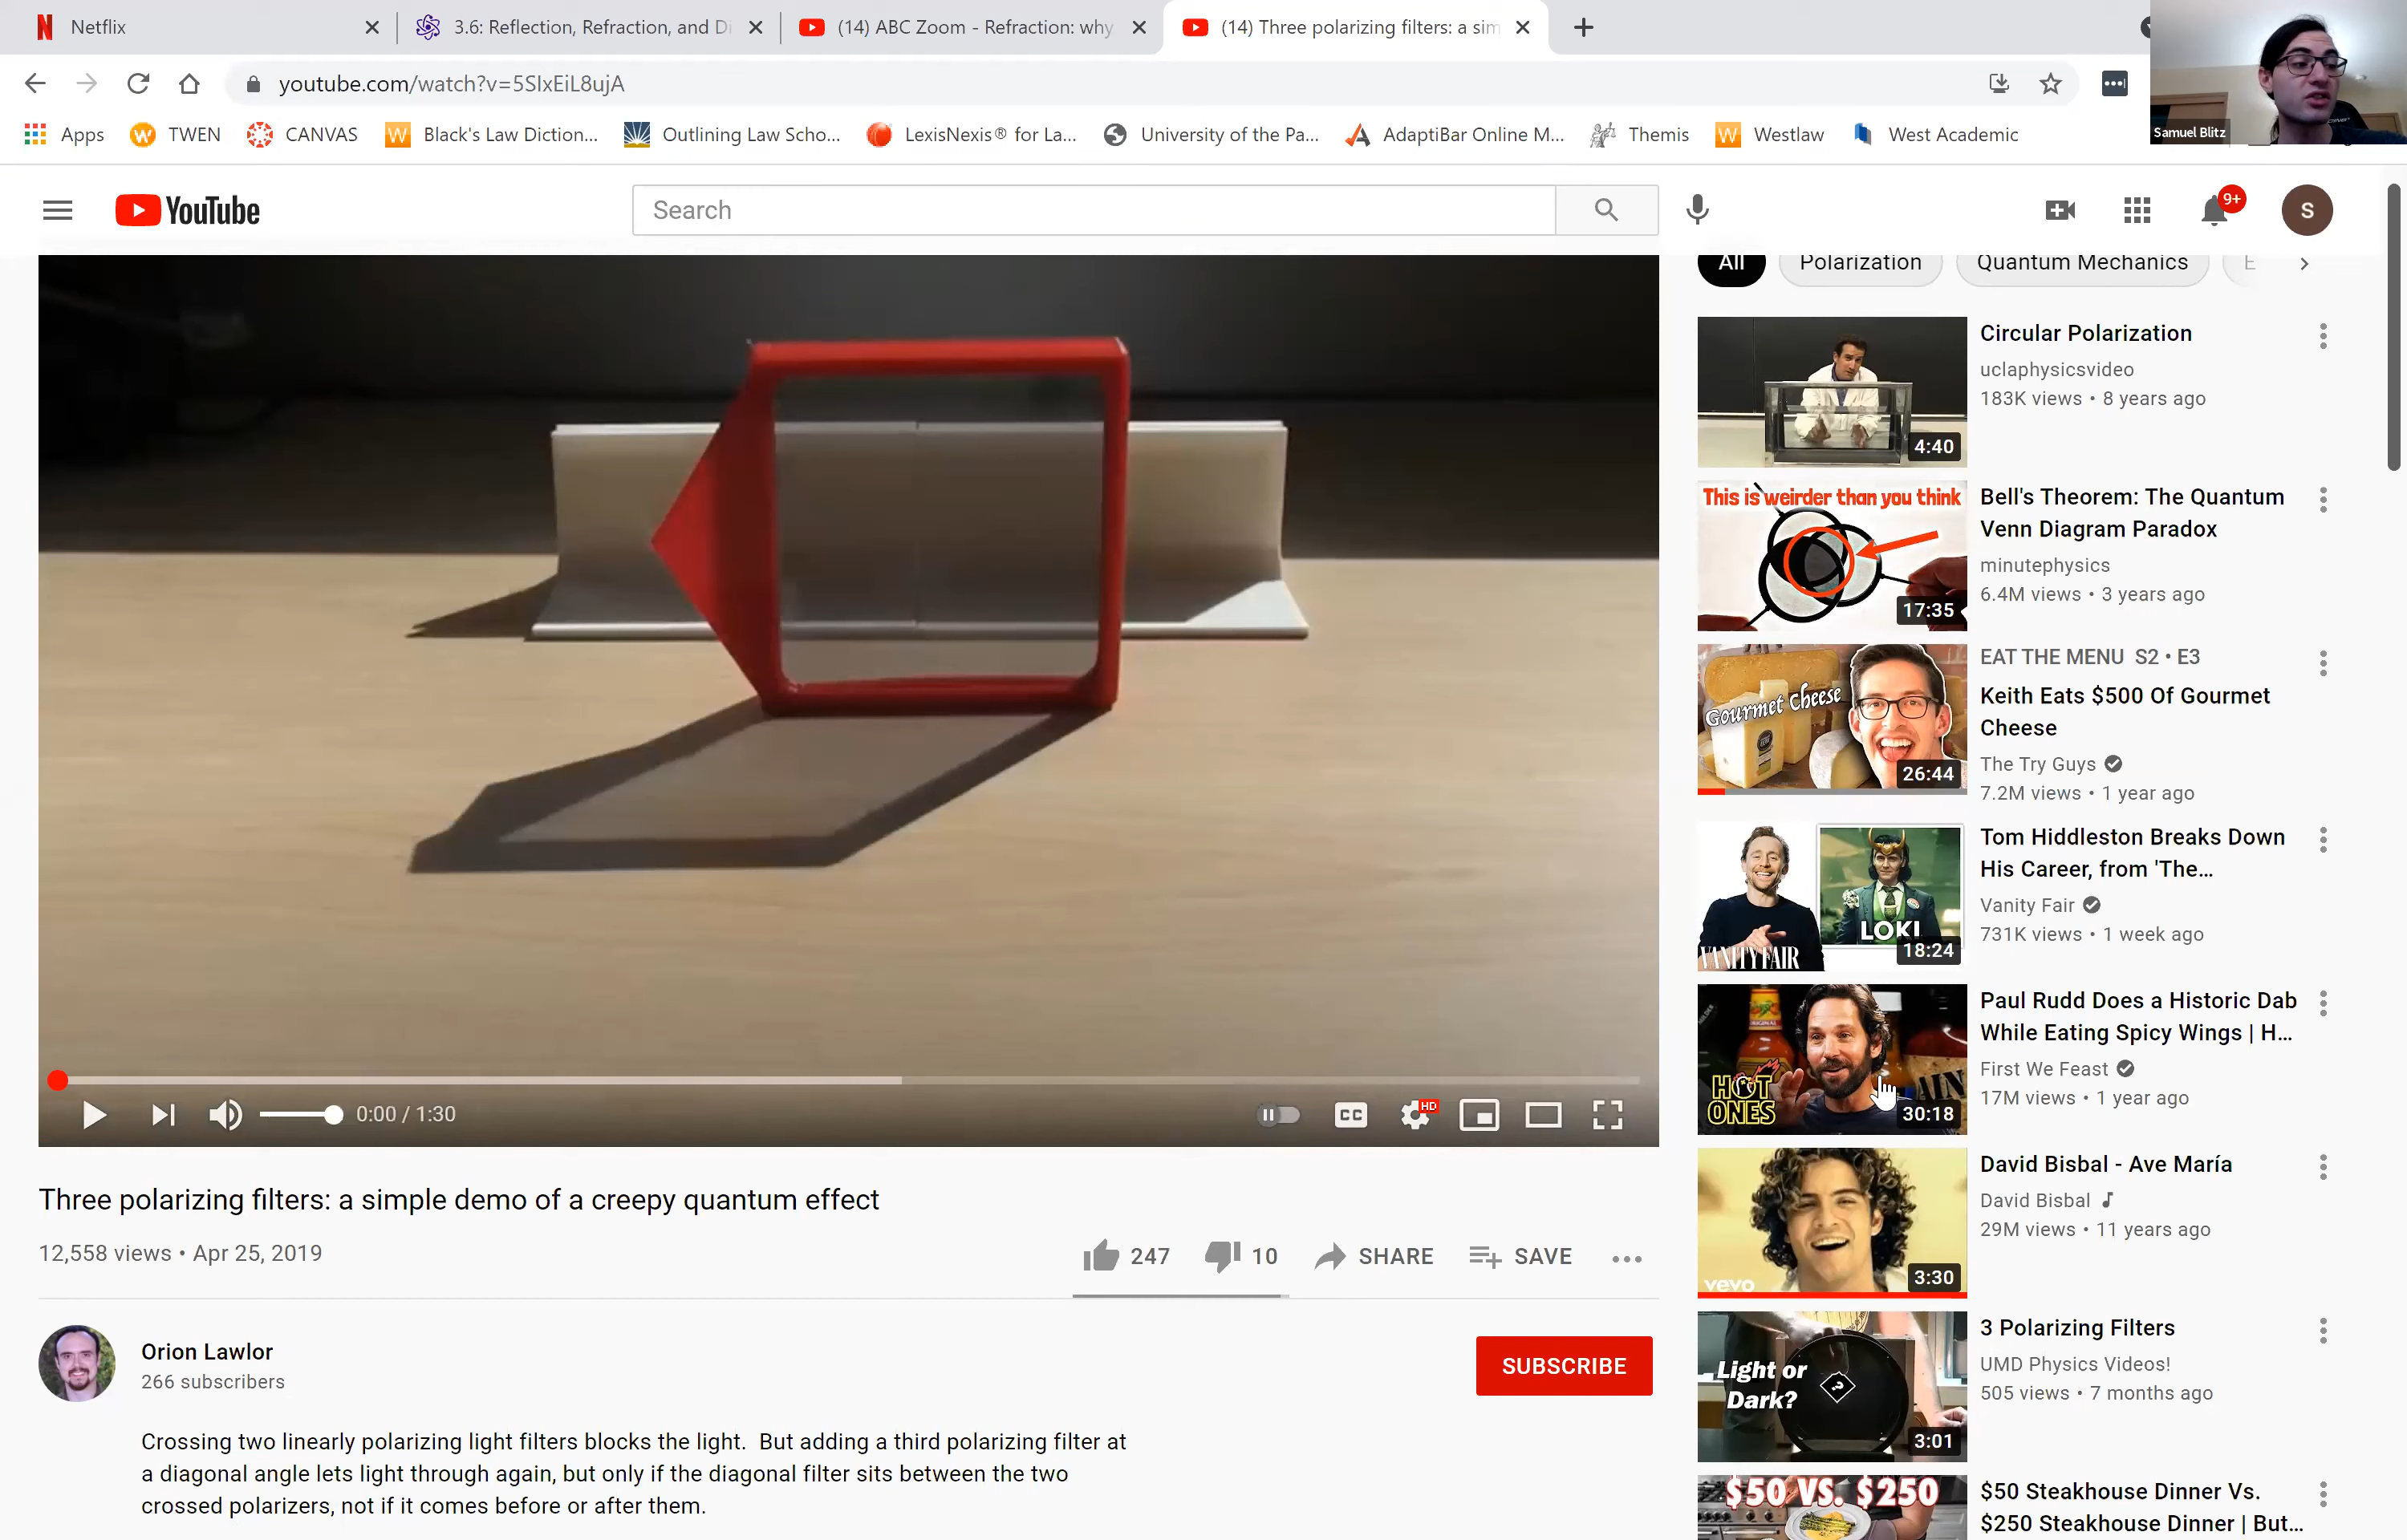 Netflix
3.6: Reflection, Refraction, and Di
(14) ABC Zoom - Refraction: why
(14) Three polarizing filters: a sim
youtube.com/watch?v=5SIxEiL8ujA
Samuel Blitz
Apps
TWEN
CANVAS
Black's Law Diction...
Outlining Law Scho...
LexisNexis® for La...
University of the Pa...
AdaptiBar Online M...
Themis
Westlaw
West Academic
YouTube
Search
9+
S
All
Polarization
Quantum Mechanics
E
Circular Polarization
uclaphysicsvideo
183K views • 8 years ago
4:40
This is weirder than you think
17:35
Bell's Theorem: The Quantum
Venn Diagram Paradox
minutephysics
6.4M views • 3 years ago
Gourmet Cheese
26:44
EAT THE MENU S2 • E3
Keith Eats $500 Of Gourmet
Cheese
The Try Guys
7.2M views • 1 year ago
LOKI
VANITY FAIR
18:24
Tom Hiddleston Breaks Down
His Career, from 'The...
Vanity Fair
731K views • 1 week ago
HOT
ONES
30:18
Paul Rudd Does a Historic Dab
While Eating Spicy Wings | H...
First We Feast
17M views • 1 year ago
0:00 / 1:30
CC
HD
vevo
3:30
David Bisbal - Ave María
David Bisbal
29M views • 11 years ago
Three polarizing filters: a simple demo of a creepy quantum effect
12,558 views • Apr 25, 2019
247
10
SHARE
SAVE
Light or
Dark?
?
3:01
3 Polarizing Filters
UMD Physics Videos!
505 views • 7 months ago
Orion Lawlor
266 subscribers
SUBSCRIBE
Crossing two linearly polarizing light filters blocks the light. But adding a third polarizing filter at
a diagonal angle lets light through again, but only if the diagonal filter sits between the two
crossed polarizers, not if it comes before or after them.
$50 VS. $250
$50 Steakhouse Dinner Vs.
$250 Steakhouse Dinner | But...